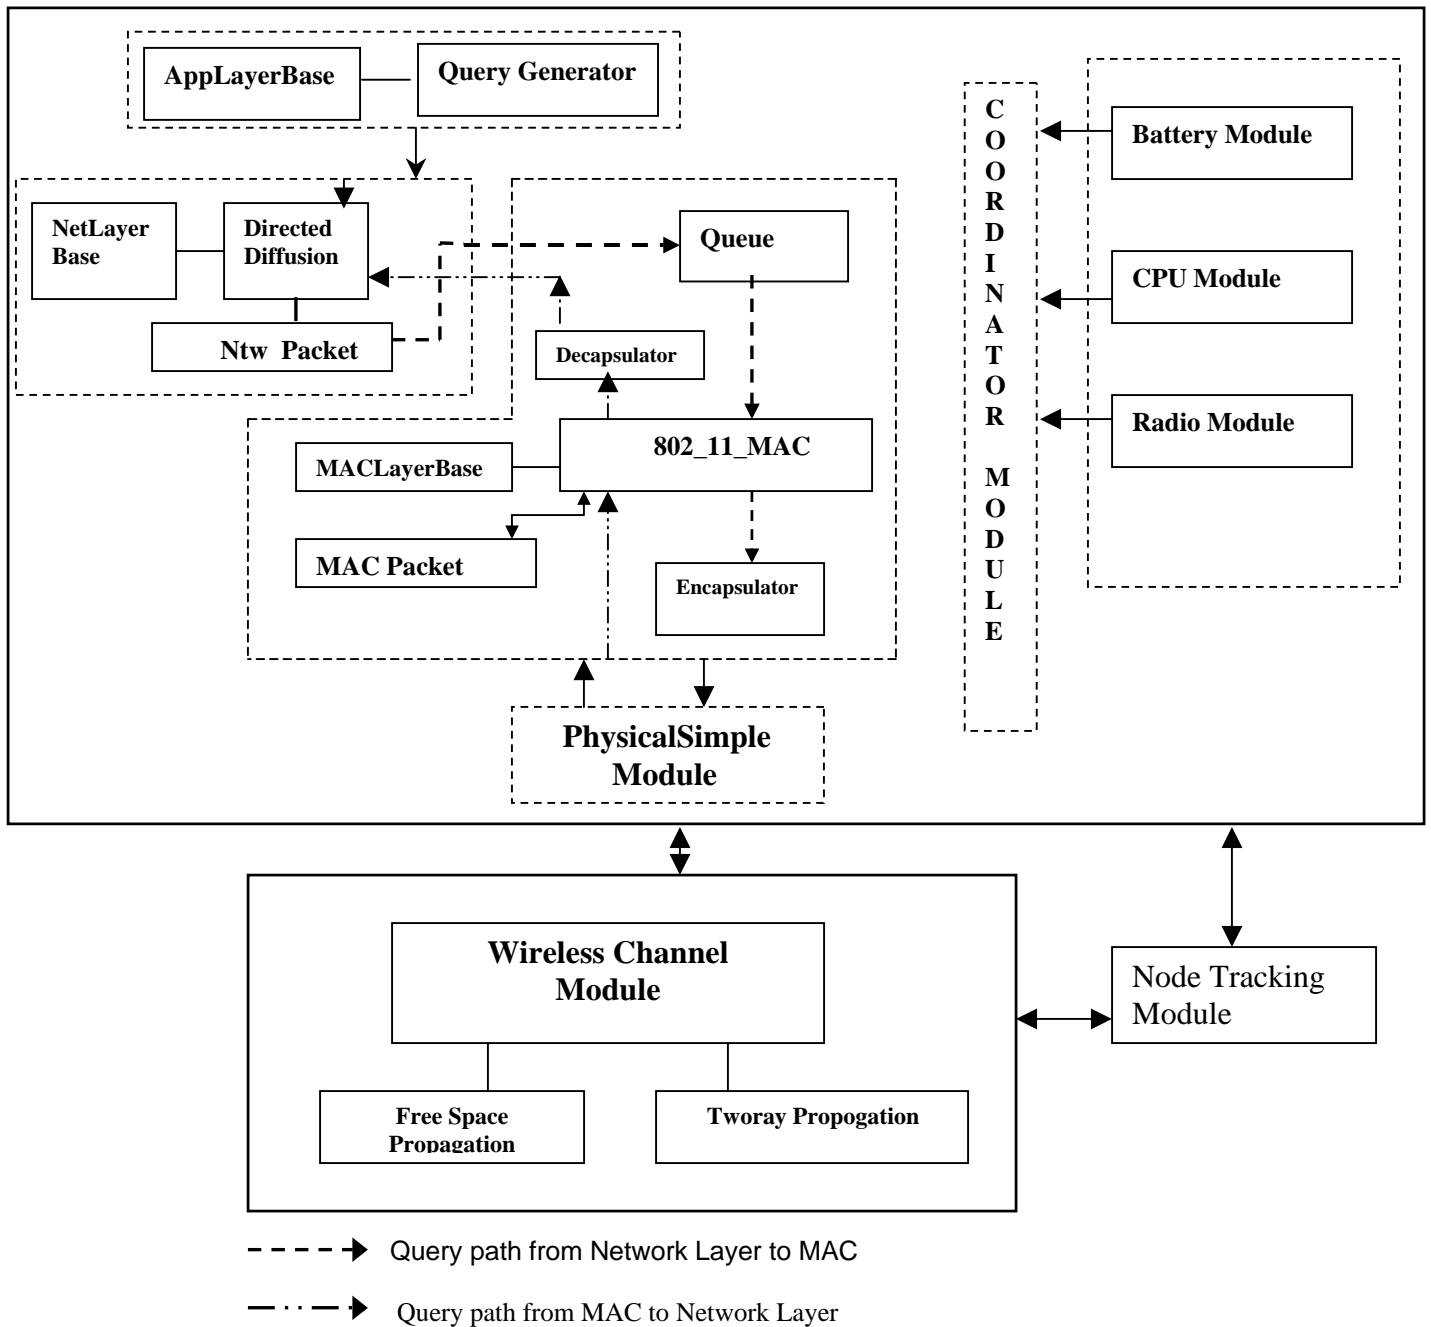 AppLayerBase
Query Generator
NetLayer
Base
Directed
Diffusion
Ntw Packet
Queue
Decapsulator
802_11_MAC
MACLayerBase
MAC Packet
Encapsulator
PhysicalSimple
Module
C
O
O
R
D
I
N
A
T
O
R
M
O
D
U
L
E
Battery Module
CPU Module
Radio Module
Wireless Channel
Module
Free Space
Propagation
Tworay Propogation
Node Tracking
Module
Query path from Network Layer to MAC
Query path from MAC to Network Layer